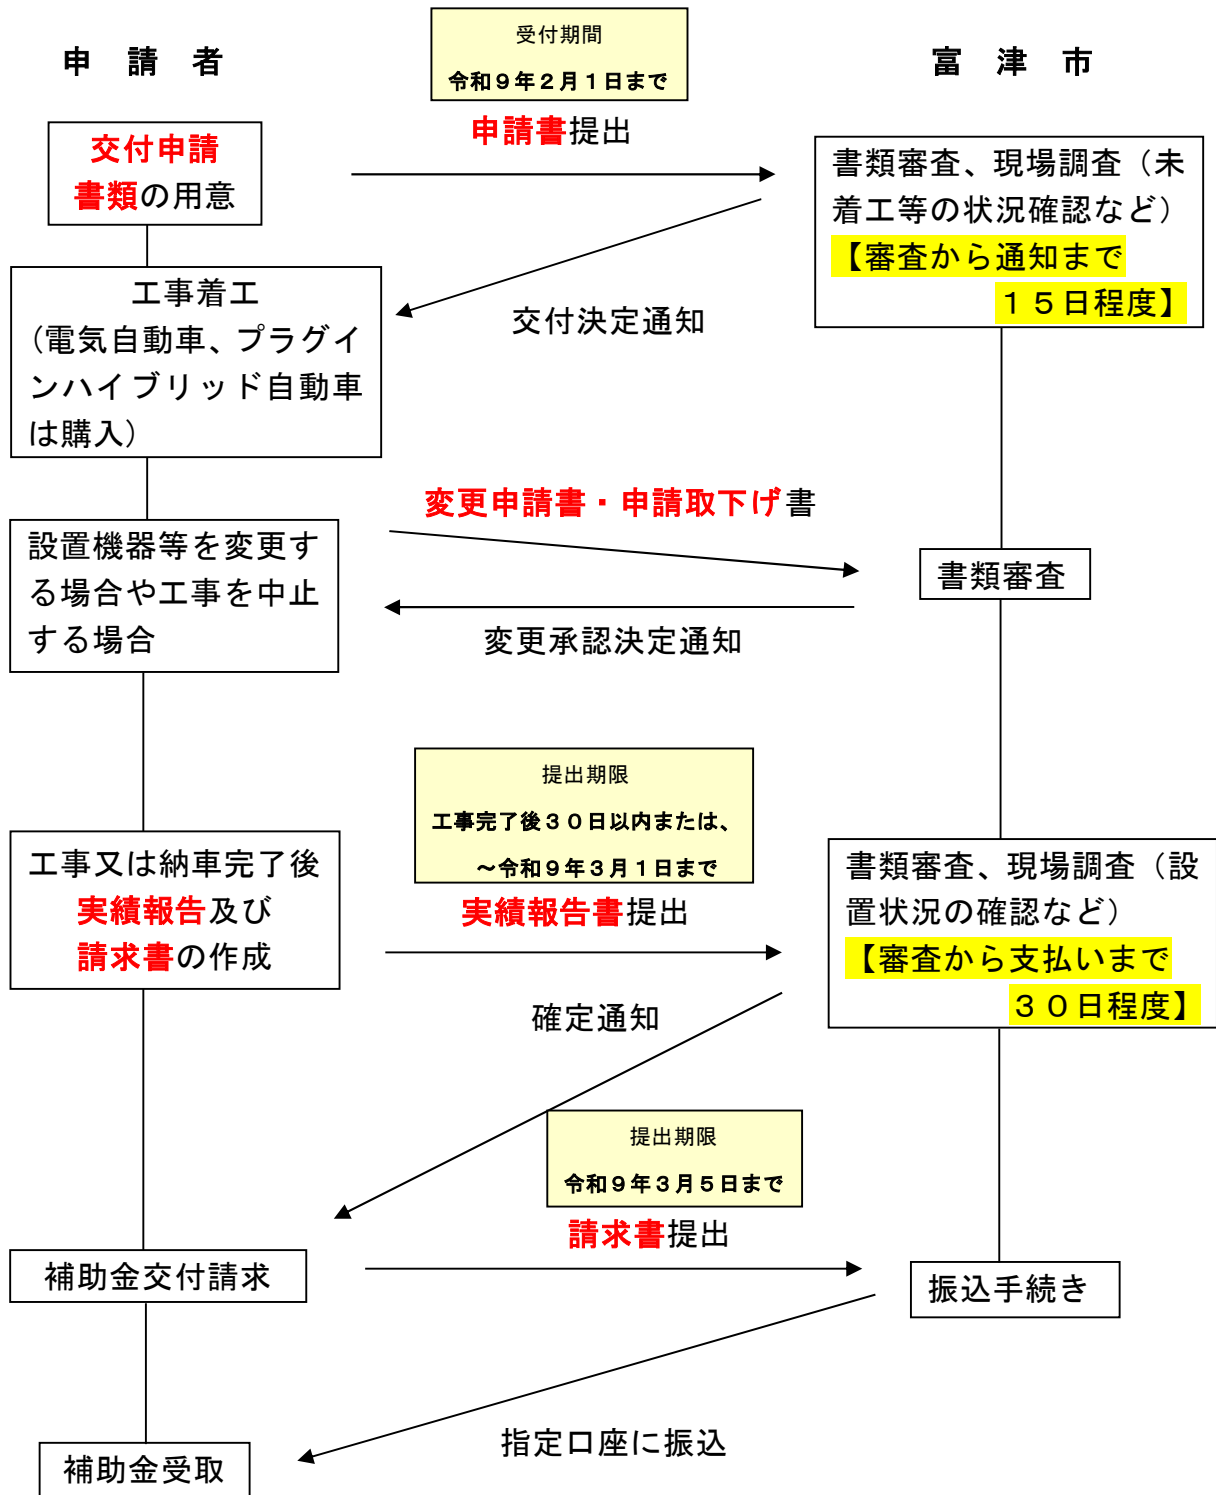 申　請　者
受付期間
令和９年２月１日まで
富　津　市
申請書提出
交付申請
書類の用意
書類審査、現場調査（未
着工等の状況確認など）
【審査から通知まで
１５日程度】
交付決定通知
工事着工
（電気自動車、プラグイ
ンハイブリッド自動車
は購入）
変更申請書・申請取下げ書
設置機器等を変更す
る場合や工事を中止
する場合
書類審査
変更承認決定通知
提出期限
工事完了後３０日以内または、
～令和９年３月１日まで
実績報告書提出
工事又は納車完了後
実績報告及び
請求書の作成
書類審査、現場調査（設
置状況の確認など）
【審査から支払いまで
３０日程度】
確定通知
提出期限
令和９年３月５日まで
請求書提出
補助金交付請求
振込手続き
指定口座に振込
補助金受取